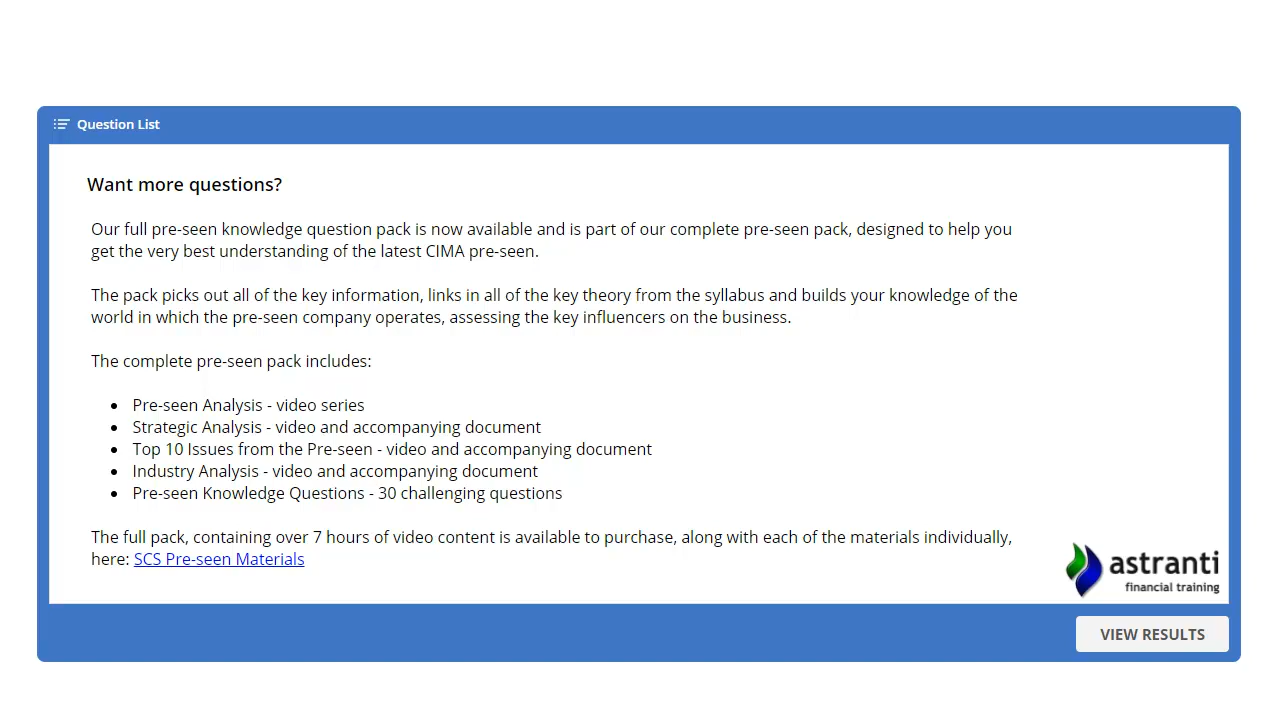 Question List
Want more questions?
Our full pre-seen knowledge question pack is now available and is part of our complete pre-seen pack, designed to help you
get the very best understanding of the latest CIMA pre-seen.
The pack picks out all of the key information, links in all of the key theory from the syllabus and builds your knowledge of the
world in which the pre-seen company operates, assessing the key influencers on the business.
The complete pre-seen pack includes:
• Pre-seen Analysis - video series
• Strategic Analysis - video and accompanying document
• Top 10 Issues from the Pre-seen - video and accompanying document
• Industry Analysis - video and accompanying document
• Pre-seen Knowledge Questions - 30 challenging questions
The full pack, containing over 7 hours of video content is available to purchase, along with each of the materials individually,
here: SCS Pre-seen Materials
astranti
financial training
VIEW RESULTS